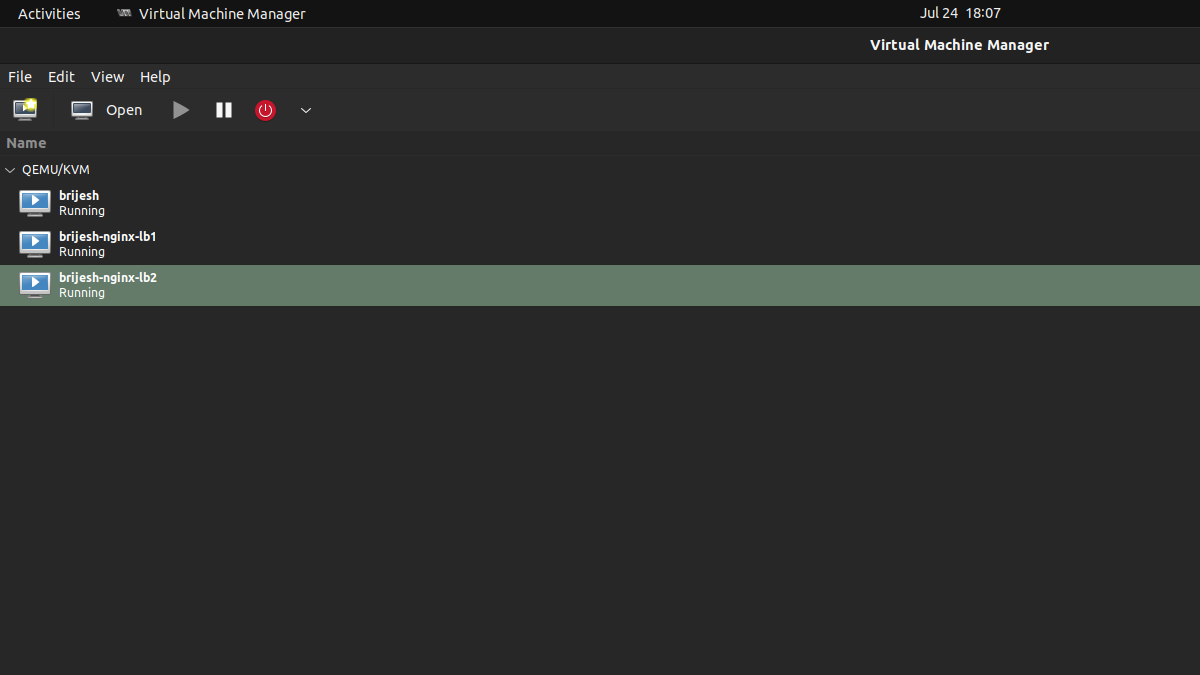 Activities Virtual Machine Manager Jul 24 18:07
Virtual Machine Manager
File Edit View Help
Open
Name
QEMU/KVM
brijesh
Running
brijesh-nginx-lb1
Running
brijesh-nginx-lb2
Running